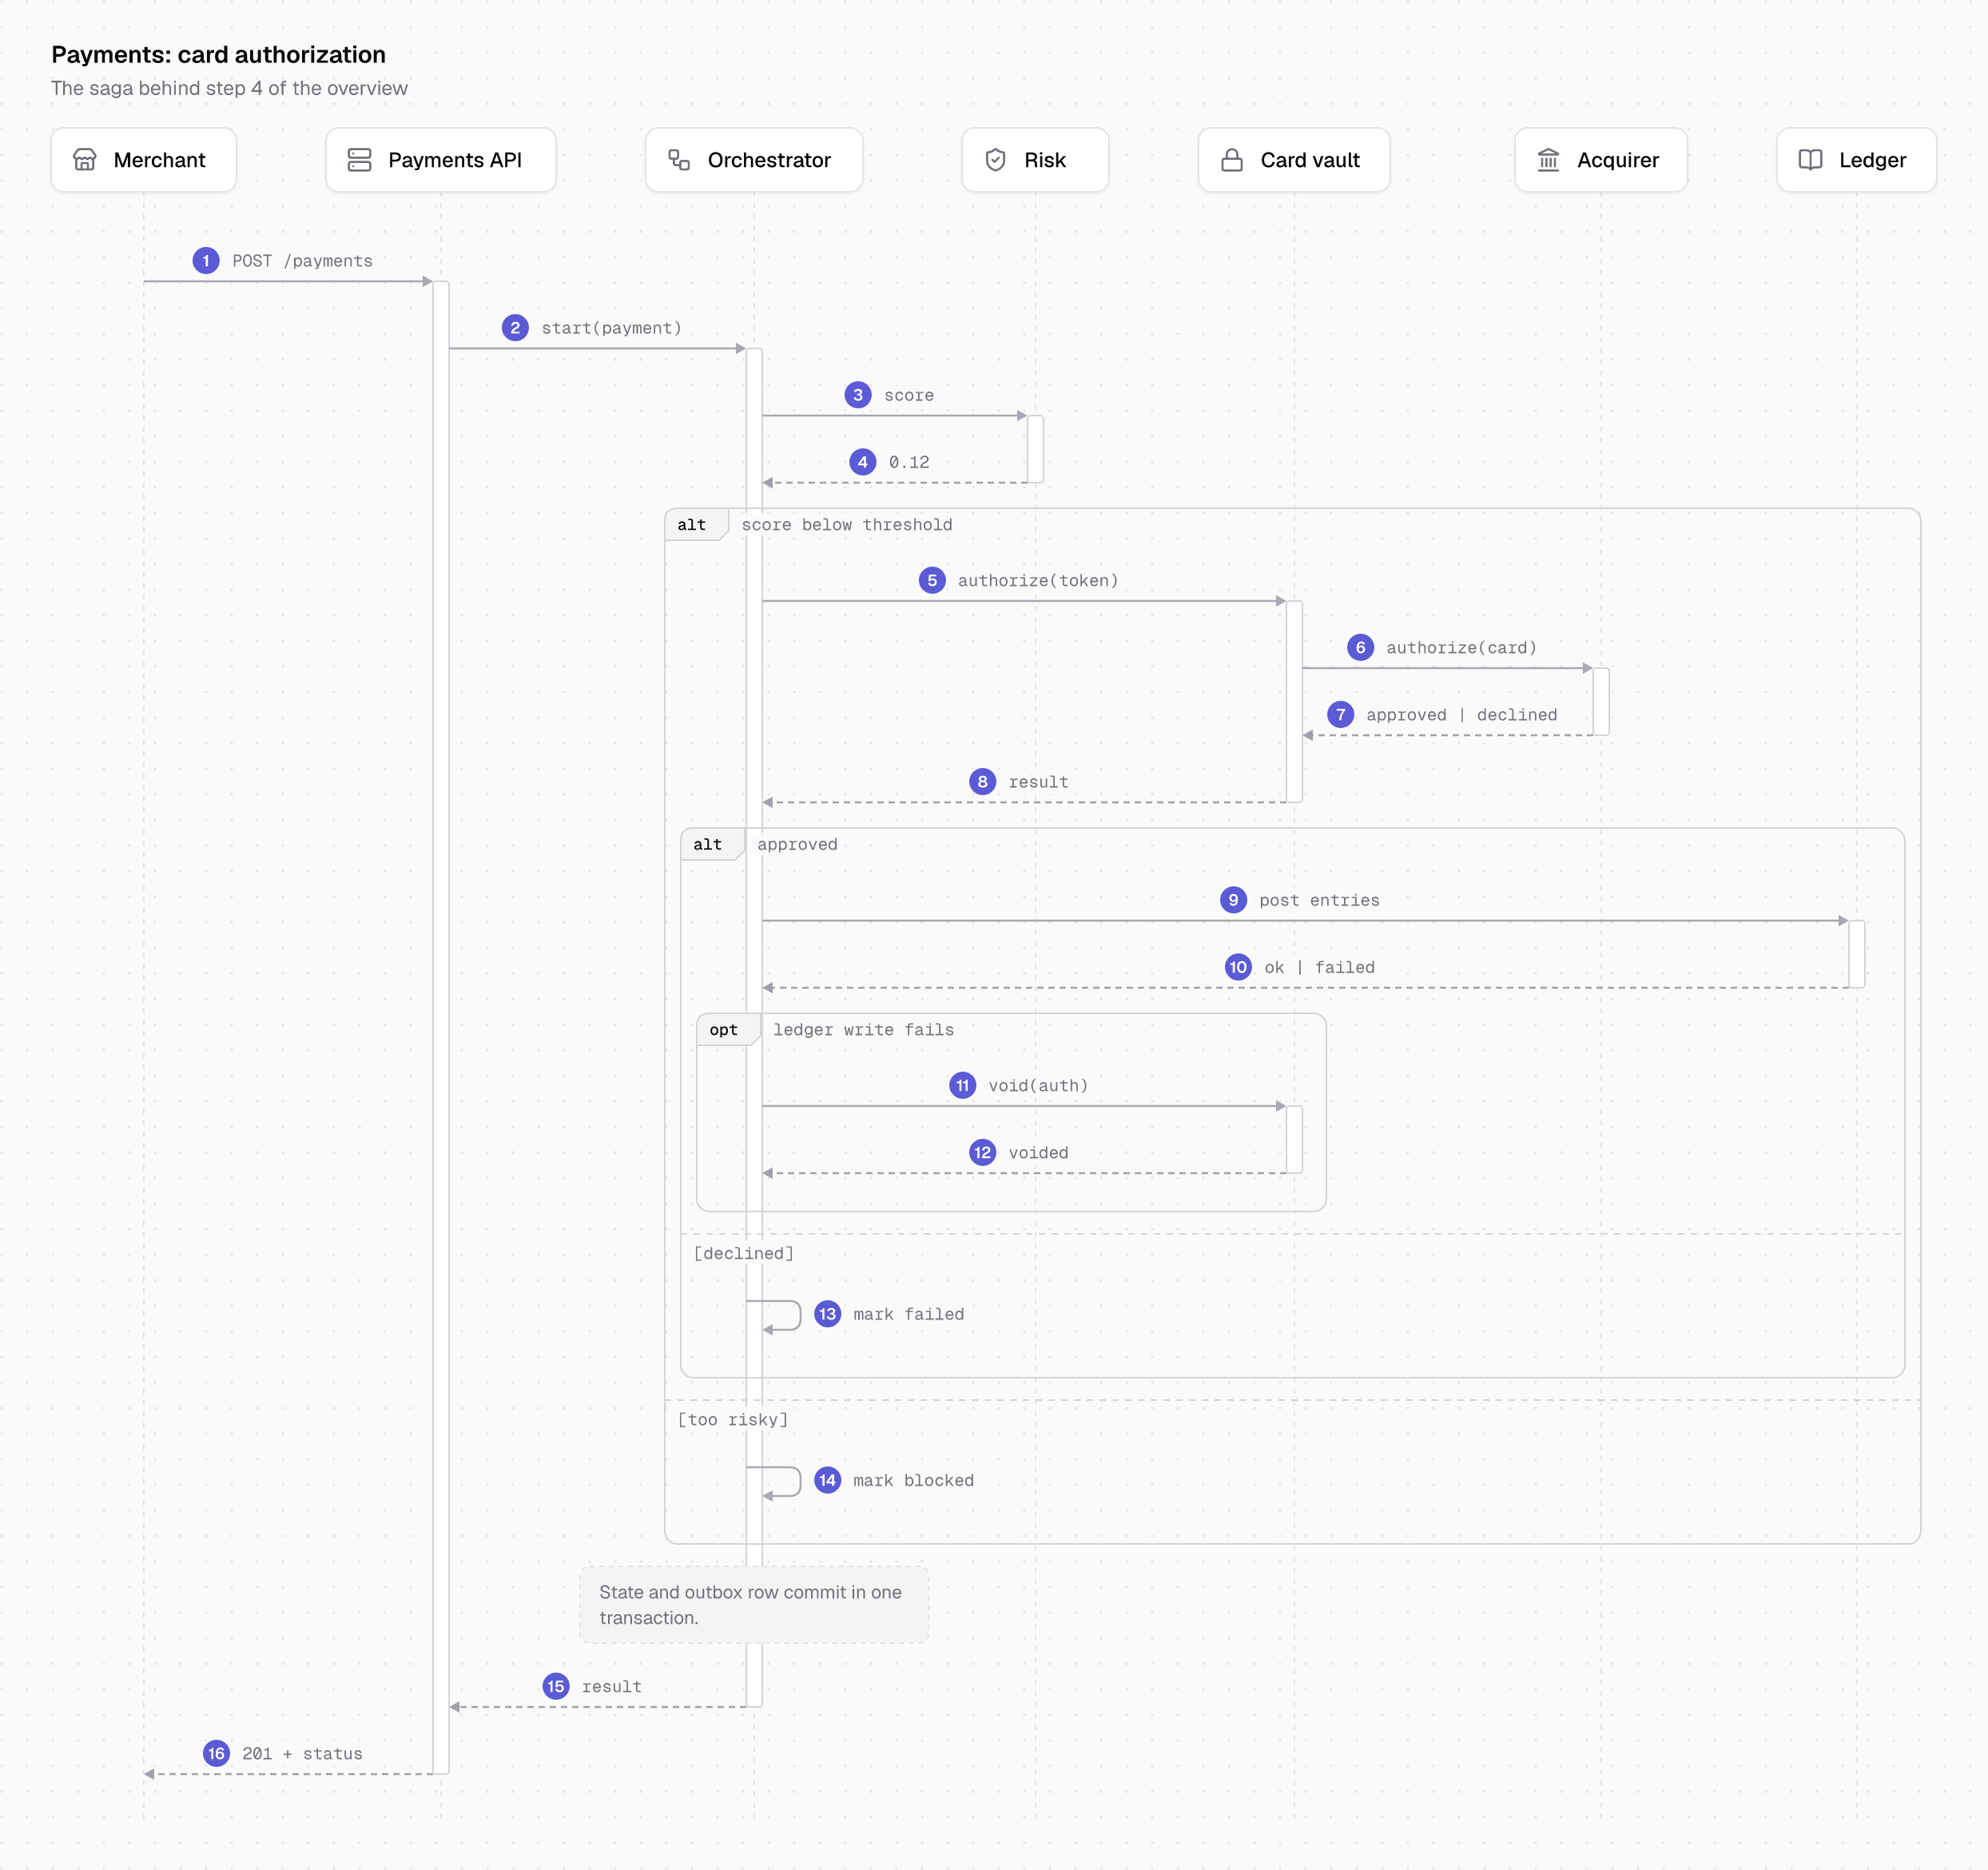 Payments: card authorization
The saga behind step 4 of the overview
Merchant
Payments API
Orchestrator
Risk
Card vault
Acquirer
Ledger
1 POST /payments
2 start(payment)
3 score
4 0.12
alt score below threshold
5 authorize(token)
6 authorize(card)
7 approved | declined
8 result
alt approved
9 post entries
10 ok | failed
opt ledger write fails
11 void(auth)
12 voided
[declined]
13 mark failed
[too risky]
14 mark blocked
State and outbox row commit in one
transaction.
15 result
16 201 + status